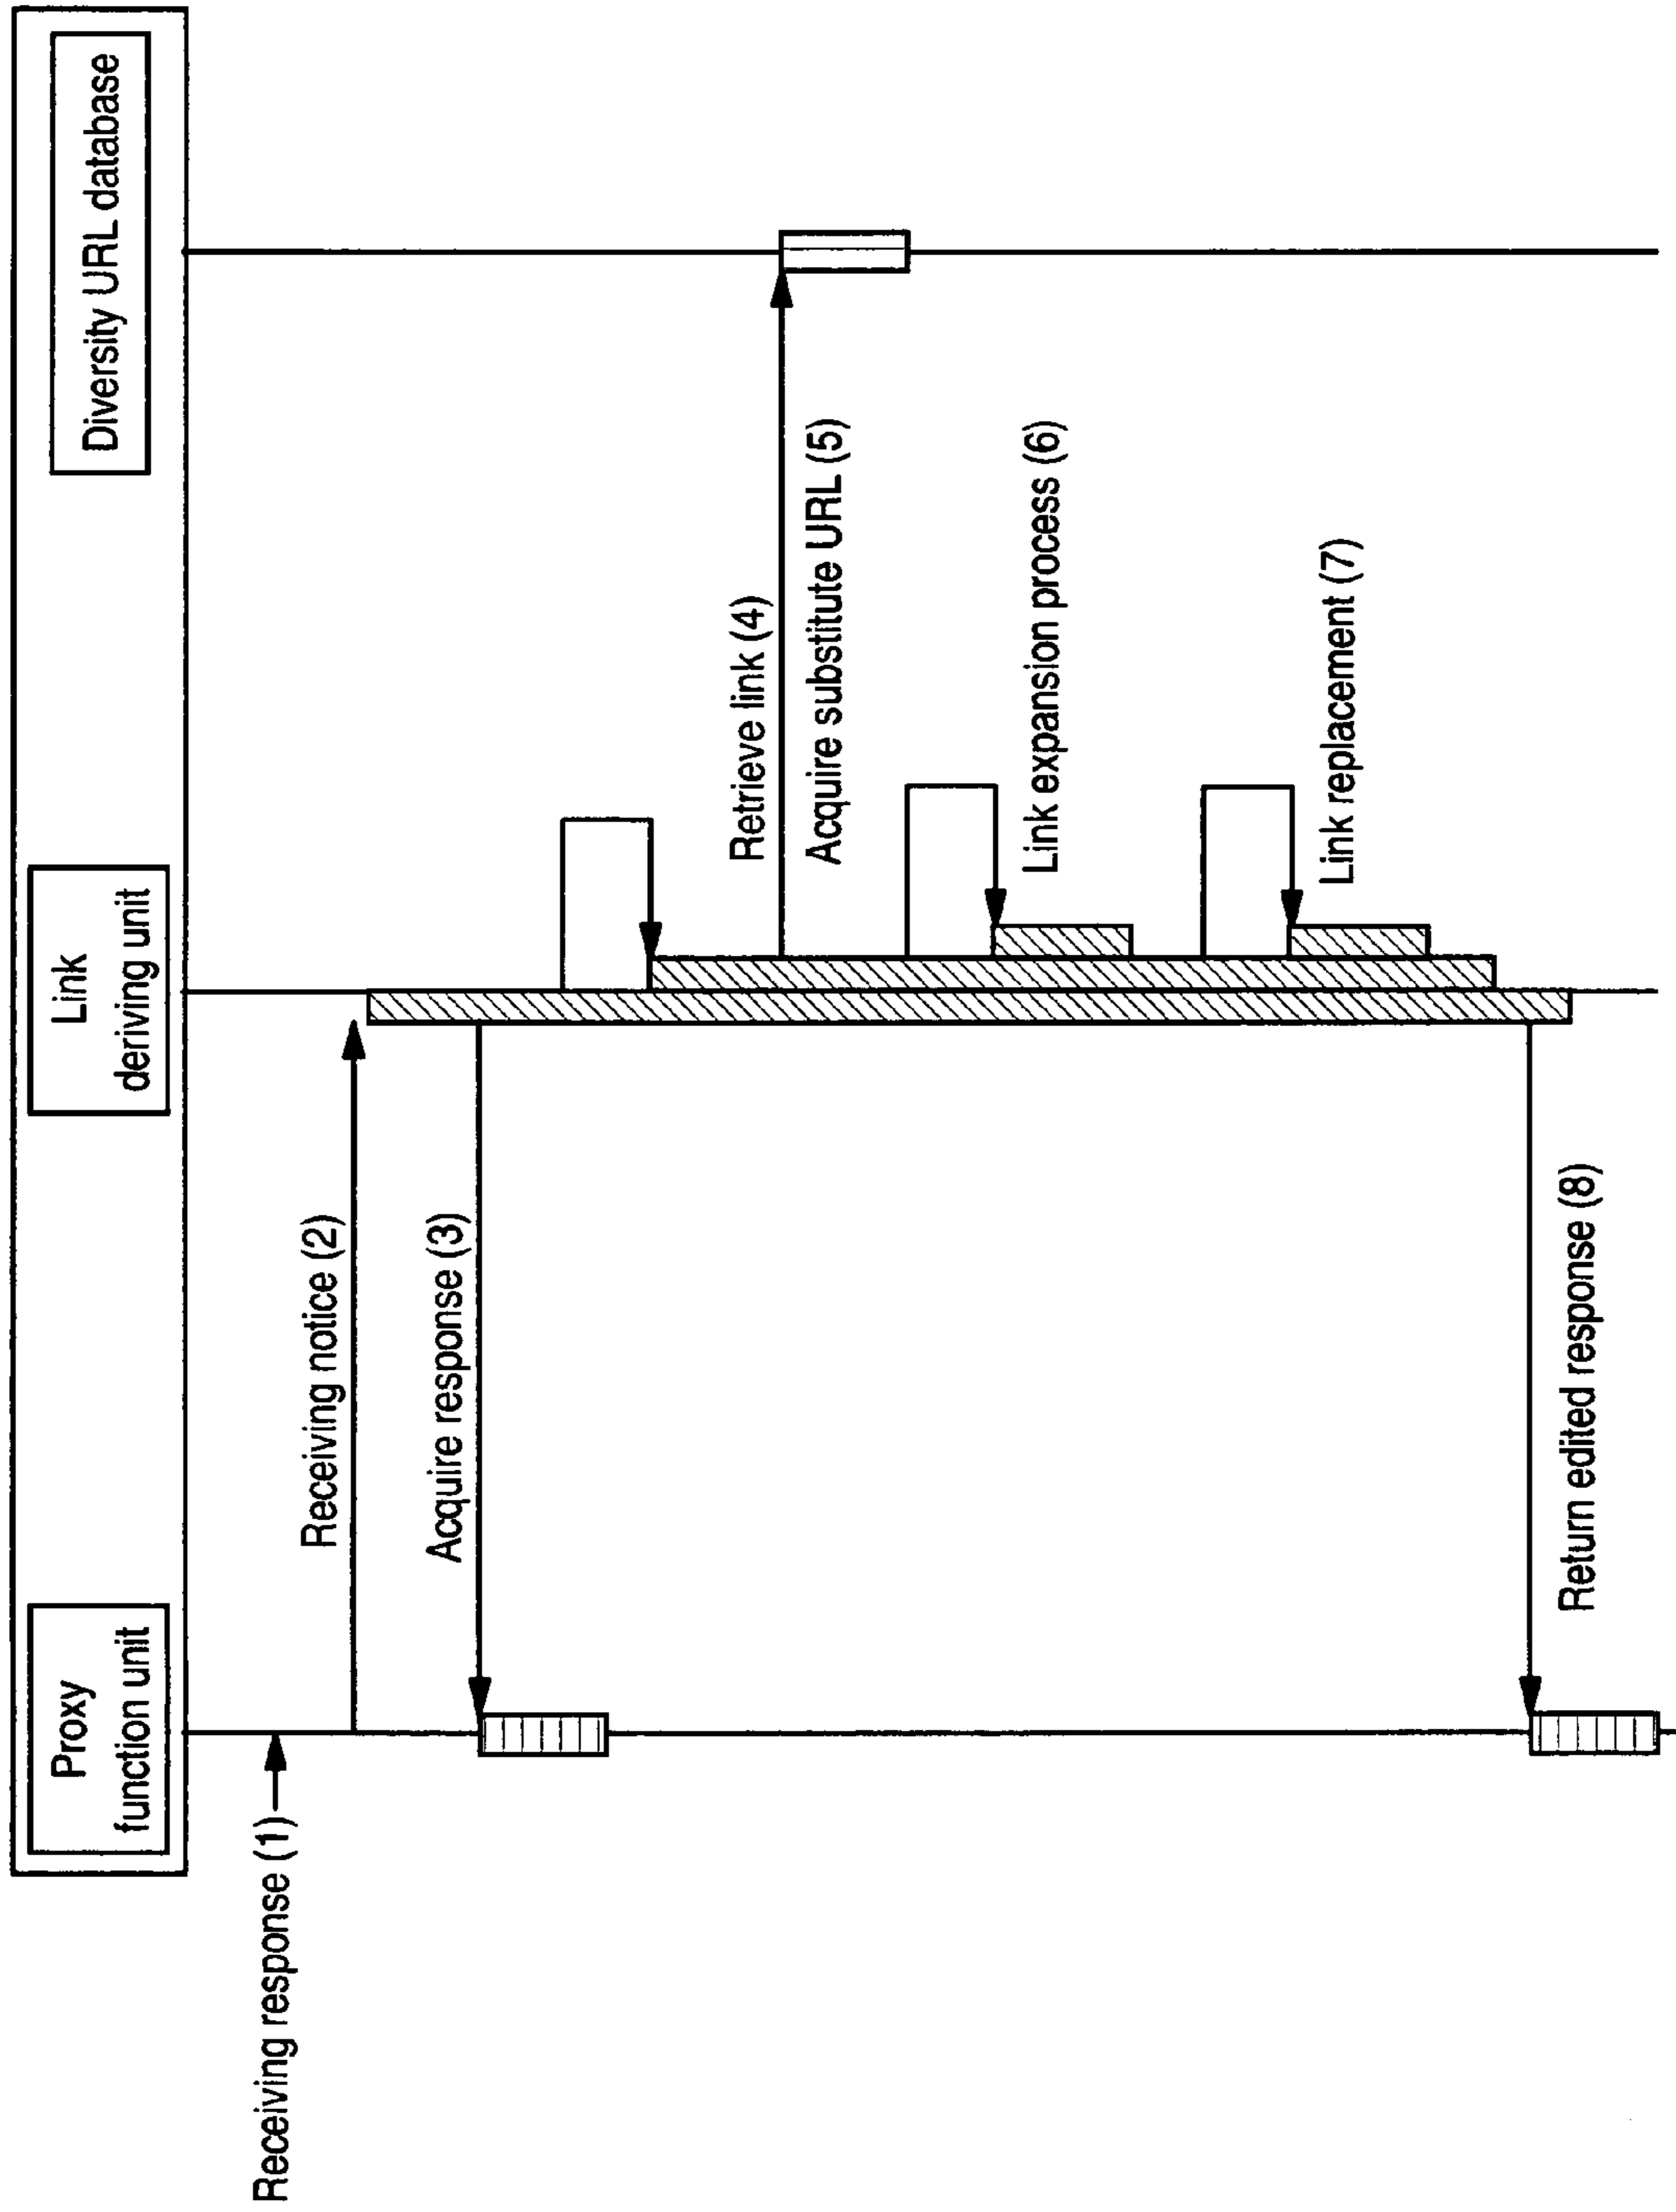 Proxy
function unit
Link
deriving unit
Diversity URL database
Receiving response (1)
Receiving notice (2)
Acquire response (3)
Retrieve link (4)
Acquire substitute URL (5)
Link expansion process (6)
Link replacement (7)
Return edited response (8)